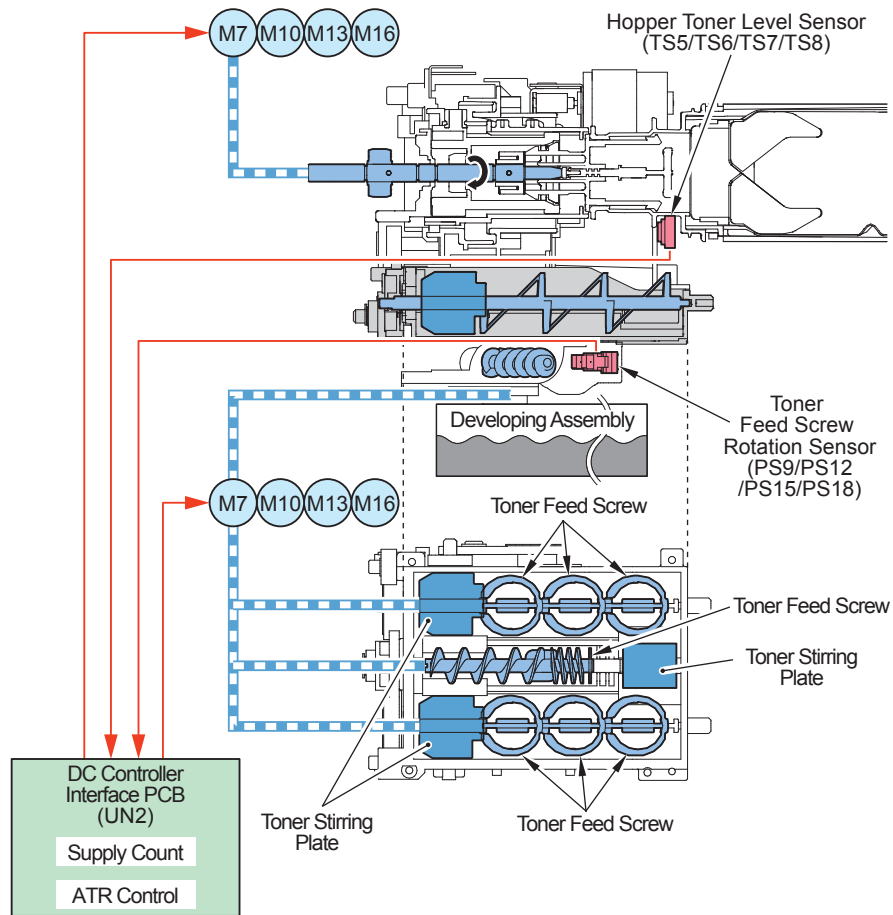 M7 M10 M13 M16
Hopper Toner Level Sensor
(TS5/TS6/TS7/TS8)
Developing Assembly
Toner
Feed Screw
Rotation Sensor
(PS9/PS12
/PS15/PS18)
M7 M10 M13 M16
Toner Feed Screw
Toner Feed Screw
Toner Stirring
Plate
DC Controller
Interface PCB
(UN2)
Supply Count
ATR Control
Toner Stirring
Plate
Toner Feed Screw